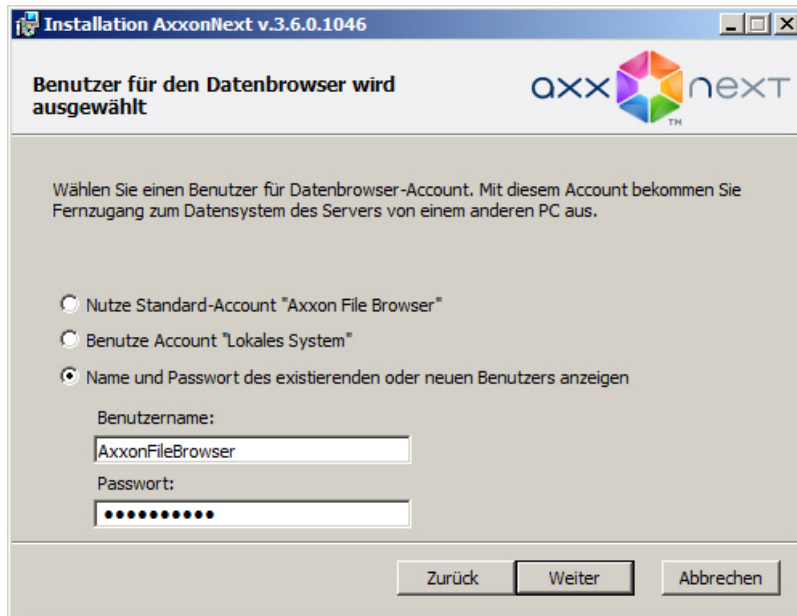 Installation AxxonNext v.3.6.0.1046
Benutzer für den Datenbrowser wird
ausgewählt
axx next
TM
Wählen Sie einen Benutzer für Datenbrowser-Account. Mit diesem Account bekommen Sie
Fernzugang zum Datensystem des Servers von einem anderen PC aus.
Nutze Standard-Account "Axxon File Browser"
Benutze Account "Lokales System"
Name und Passwort des existierenden oder neuen Benutzers anzeigen
Benutzername:
AxxonFileBrowser
Passwort:
●●●●●●●●●●
Zurück Weiter Abbrechen